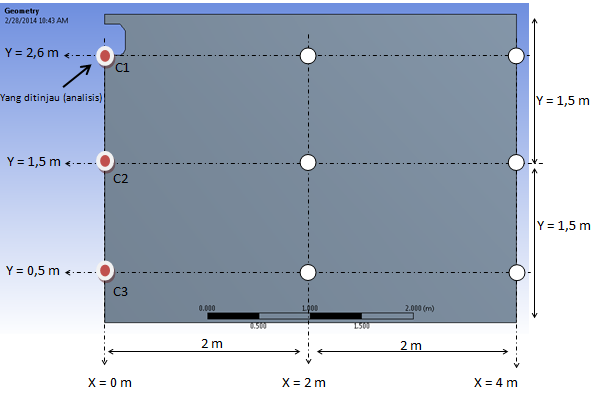 Geometry
2/28/2014 10:43 AM
Y = 2,6 m
C1
Yang ditinjau (analisis)
Y = 1,5 m
Y = 1,5 m
C2
Y = 1,5 m
Y = 0,5 m
C3
0.000 1.000 2.000 (m)
0.500 1.500
2 m 2 m
X = 0 m X = 2 m X = 4 m